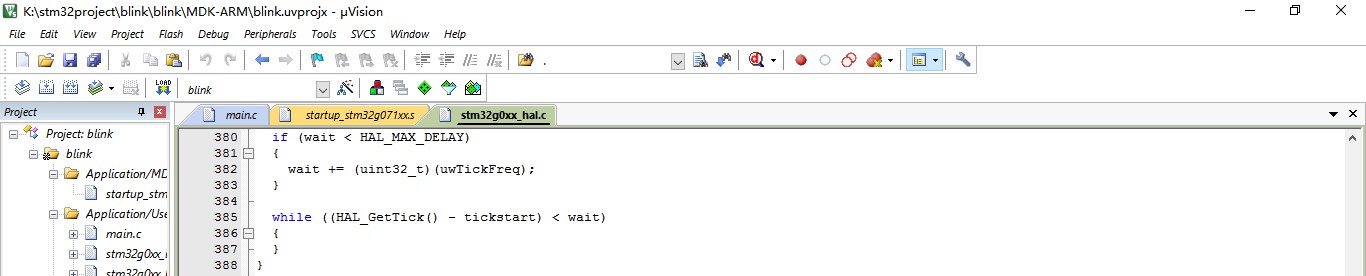 K:\stm32project\blink\blink\MDK-ARM\blink.uvprojx - µVision
File Edit View Project Flash Debug Peripherals Tools SVCS Window Help
.
LOAD
blink
Project
main.c startup_stm32g071xx.s stm32g0xx_hal.c
Project: blink
blink
Application/MD
startup_stm
Application/Use
main.c
stm32g0xx_i
380 if (wait < HAL_MAX_DELAY)
381 {
382 wait += (uint32_t)(uwTickFreq);
383 }
384
385 while ((HAL_GetTick() - tickstart) < wait)
386 {
387 }
388 }